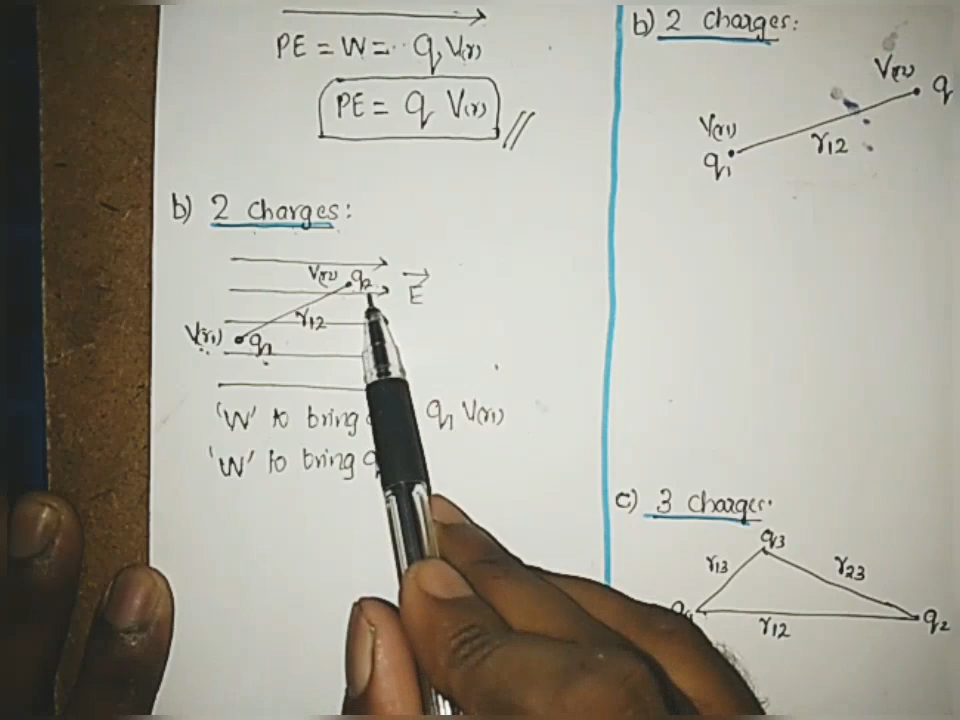 PE = W = q V(r)
PE = q V(r) //
b) 2 charges:
V(r2) q2
E
r12
V(r1) q1
'W' to bring q1 V(r1)
'W' to bring q
b) 2 charges:
V(r2) q
V(r1)
q1
r12
c) 3 charges
q3
r13 r23
q2
r12